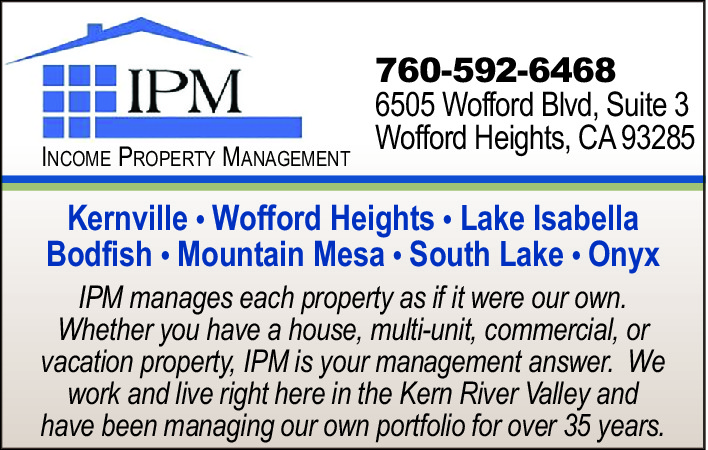 IPM
INCOME PROPERTY MANAGEMENT
760-592-6468
6505 Wofford Blvd, Suite 3
Wofford Heights, CA 93285
Kernville • Wofford Heights • Lake Isabella
Bodfish • Mountain Mesa • South Lake • Onyx
IPM manages each property as if it were our own.
Whether you have a house, multi-unit, commercial, or
vacation property, IPM is your management answer.  We
work and live right here in the Kern River Valley and
have been managing our own portfolio for over 35 years.